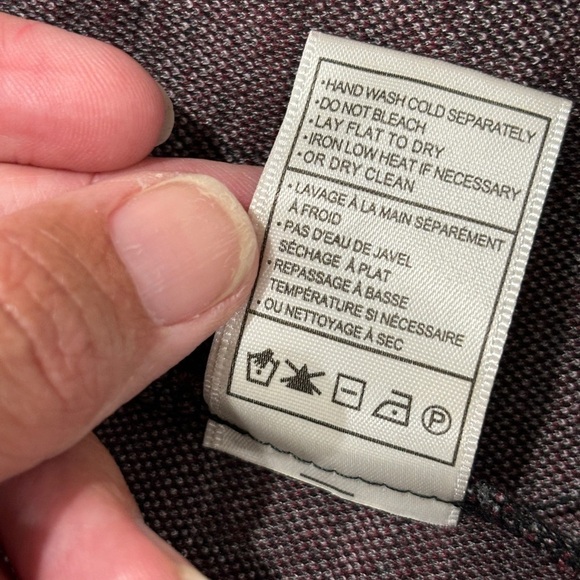 ·HAND WASH COLD SEPARATELY
·DO NOT BLEACH
·LAY FLAT TO DRY
·IRON LOW HEAT IF NECESSARY
·OR DRY CLEAN
·LAVAGE À LA MAIN SÉPARÉMENT
À FROID
·PAS D'EAU DE JAVEL
SÉCHAGE À PLAT
·REPASSAGE À BASSE
TEMPÉRATURE SI NÉCESSAIRE
·OU NETTOYAGE À SEC
P